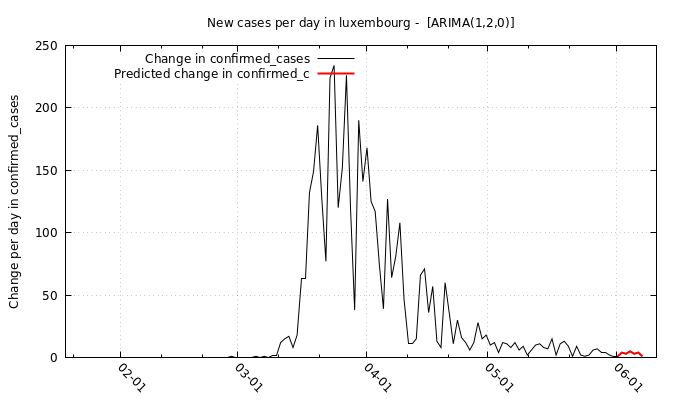 New cases per day in luxembourg -  [ARIMA(1,2,0)]
Change in confirmed_cases
Predicted change in confirmed_c
Change per day in confirmed_cases
250
200
150
100
50
0
02-01
03-01
04-01
05-01
06-01